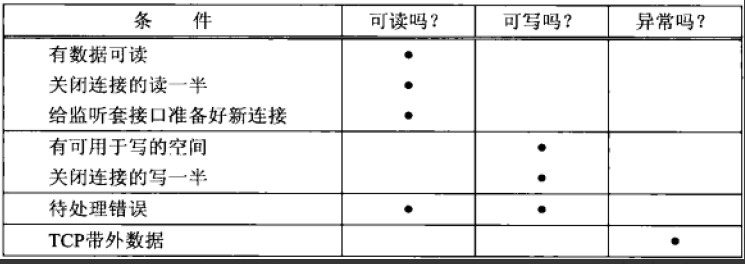 条 件 可读吗? 可写吗? 异常吗?
有数据可读 •
关闭连接的读一半 •
给监听套接口准备好新连接 •
有可用于写的空间 •
关闭连接的写一半 •
待处理错误 • •
TCP带外数据 •